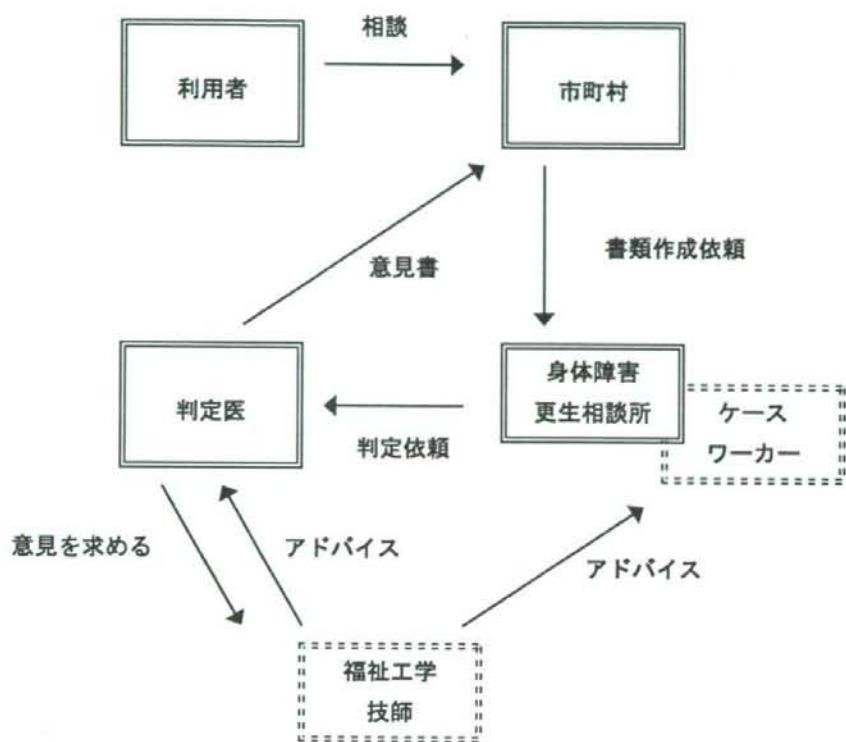 相談
利用者
市町村
意見書
書類作成依頼
判定医
身体障害
更生相談所
ケース
ワーカー
判定依頼
意見を求める
アドバイス
アドバイス
福祉工学
技師